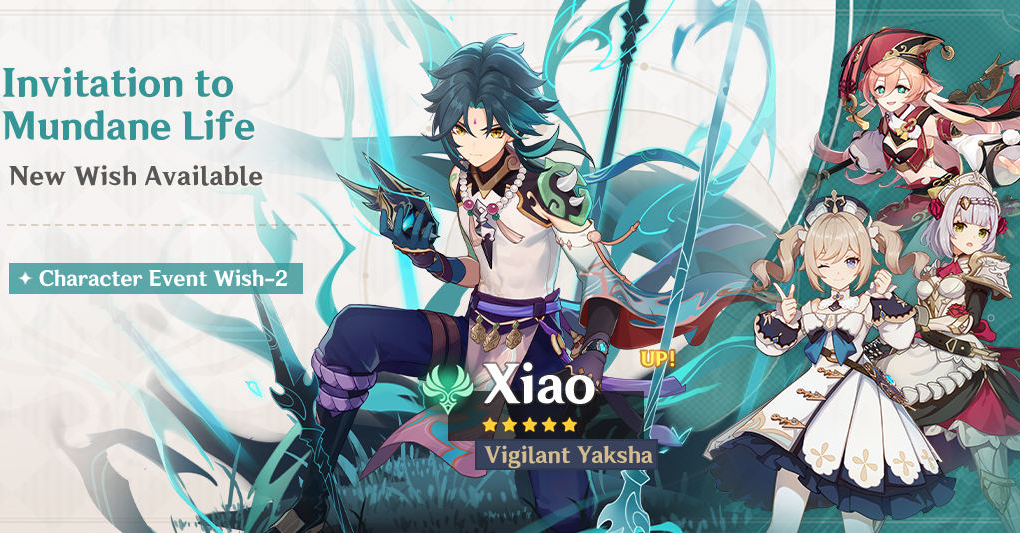 Invitation to
Mundane Life
New Wish Available
Character Event Wish-2
UP!
Xiao
Vigilant Yaksha